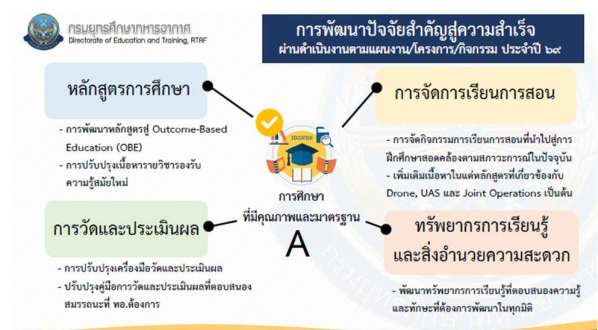 กรมยุทธศึกษาทหารอากาศ
Directorate of Education and Training, RTAF
การพัฒนาปัจจัยสำคัญสู่ความสำเร็จ
ผ่านดำเนินงานตามแผนงาน/โครงการ/กิจกรรม ประจำปี ๖๙
หลักสูตรการศึกษา
- การพัฒนาหลักสูตรสู่ Outcome-Based
Education (OBE)
- การปรับปรุงเนื้อหารายวิชารองรับ
ความรู้สมัยใหม่
การจัดการเรียนการสอน
- การจัดกิจกรรมการเรียนการสอนที่นำไปสู่การ
ฝึกศึกษาสอดคล้องตามสภาวะการณ์ในปัจจุบัน
- เพิ่มเติมเนื้อหาในแต่หลักสูตรที่เกี่ยวข้องกับ
Drone, UAS และ Joint Operations เป็นต้น
การศึกษา
ที่มีคุณภาพและมาตรฐาน
A
การวัดและประเมินผล
- การปรับปรุงเครื่องมือวัดและประเมินผล
- ปรับปรุงคู่มือการวัดและประเมินผลที่ตอบสนอง
สมรรถนะที่ ทอ.ต้องการ
ทรัพยากรการเรียนรู้
และสิ่งอำนวยความสะดวก
- พัฒนาทรัพยากรการเรียนรู้ที่ตอบสนองความรู้
และทักษะที่ต้องการพัฒนาในทุกมิติ